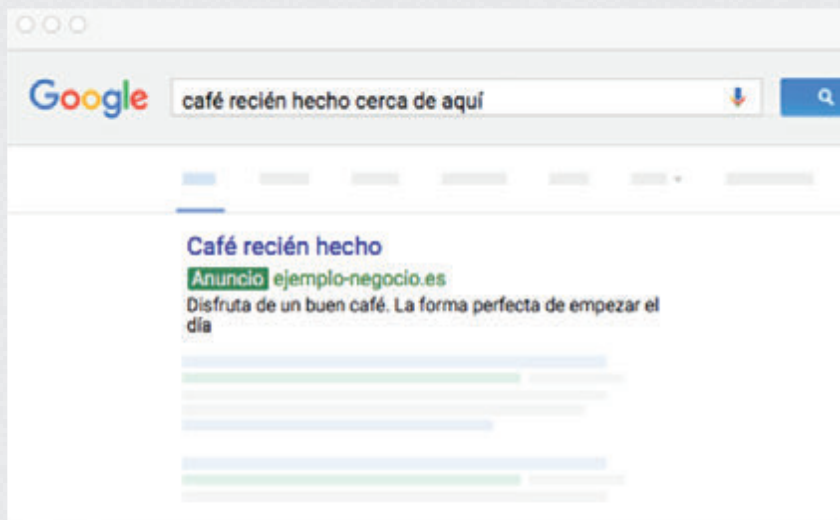 Google
café recién hecho cerca de aquí
Café recién hecho
Anuncio ejemplo-negocio.es
Disfruta de un buen café. La forma perfecta de empezar el
día